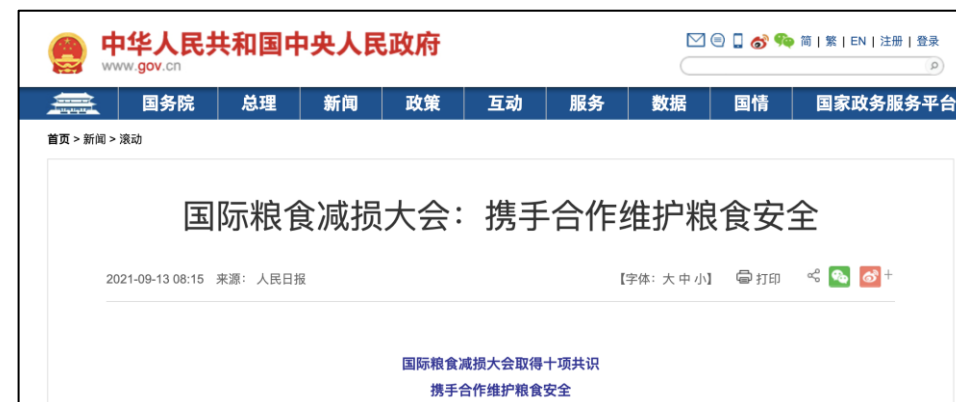 中华人民共和国中央人民政府
www.gov.cn
简 | 繁 | EN | 注册 | 登录
国务院 总理 新闻 政策 互动 服务 数据 国情 国家政务服务平台
首页 > 新闻 > 滚动
国际粮食减损大会：携手合作维护粮食安全
2021-09-13 08:15 来源： 人民日报 【字体：大 中 小】 打印
国际粮食减损大会取得十项共识
携手合作维护粮食安全